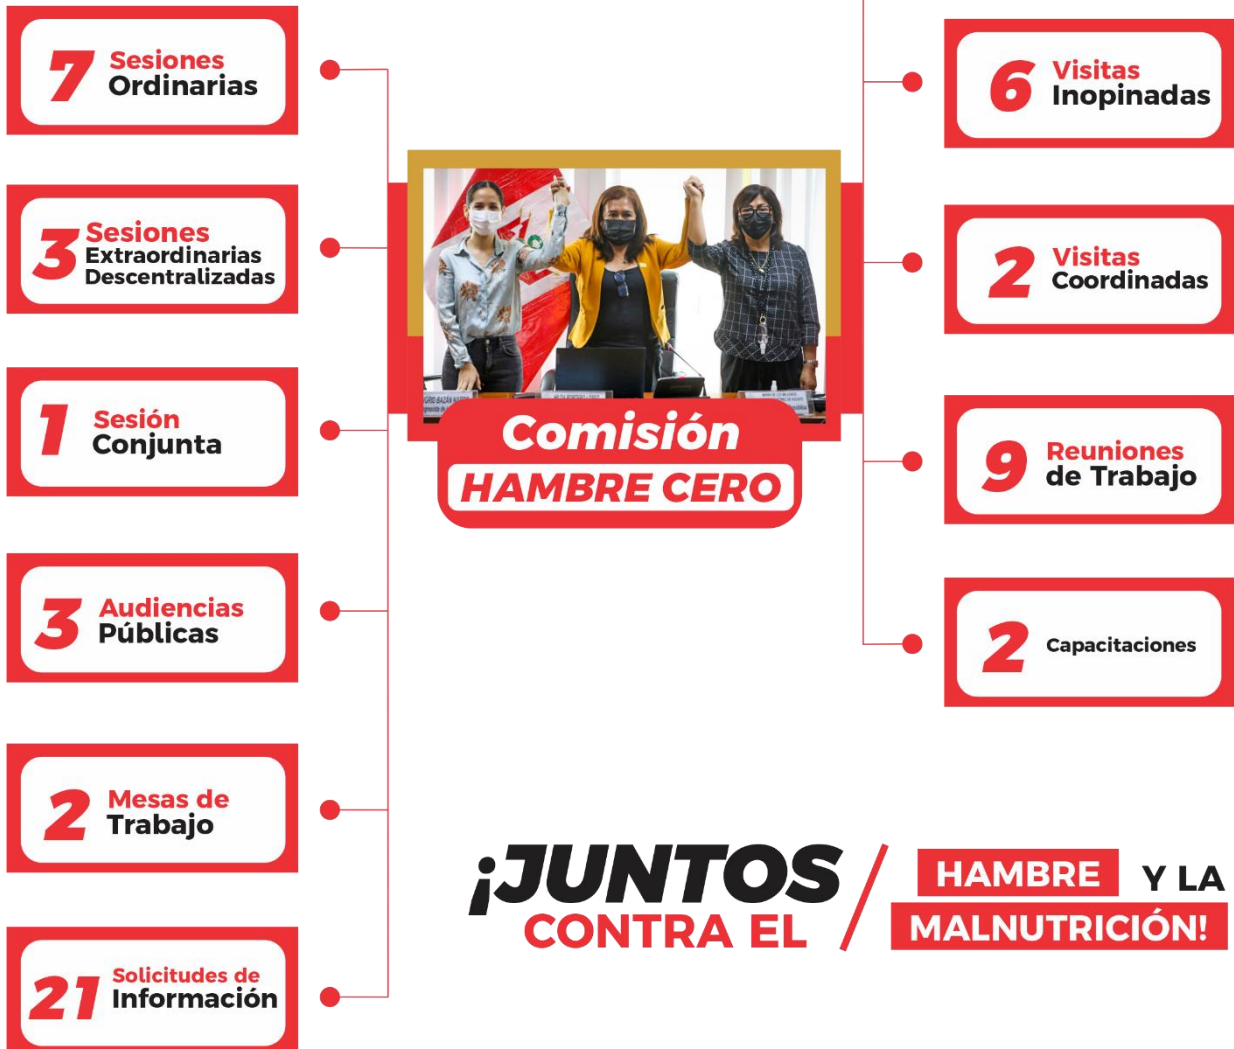 7 Sesiones
Ordinarias
3 Sesiones
Extraordinarias
Descentralizadas
1 Sesión
Conjunta
3 Audiencias
Públicas
2 Mesas de
Trabajo
21 Solicitudes de
Información
Comisión
HAMBRE CERO
6 Visitas
Inopinadas
2 Visitas
Coordinadas
9 Reuniones
de Trabajo
2 Capacitaciones
¡JUNTOS
CONTRA EL
HAMBRE Y LA
MALNUTRICIÓN!